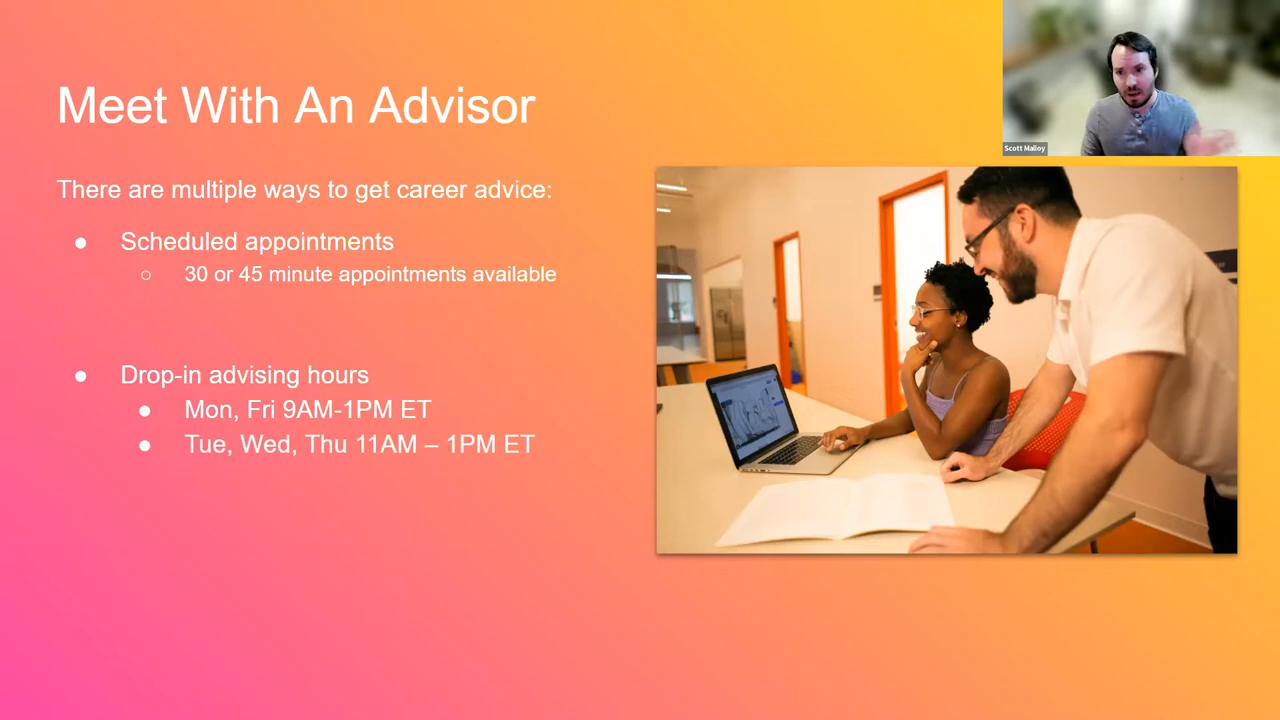 Meet With An Advisor
Scott Malloy
There are multiple ways to get career advice:
● Scheduled appointments
○ 30 or 45 minute appointments available
● Drop-in advising hours
● Mon, Fri 9AM-1PM ET
● Tue, Wed, Thu 11AM – 1PM ET